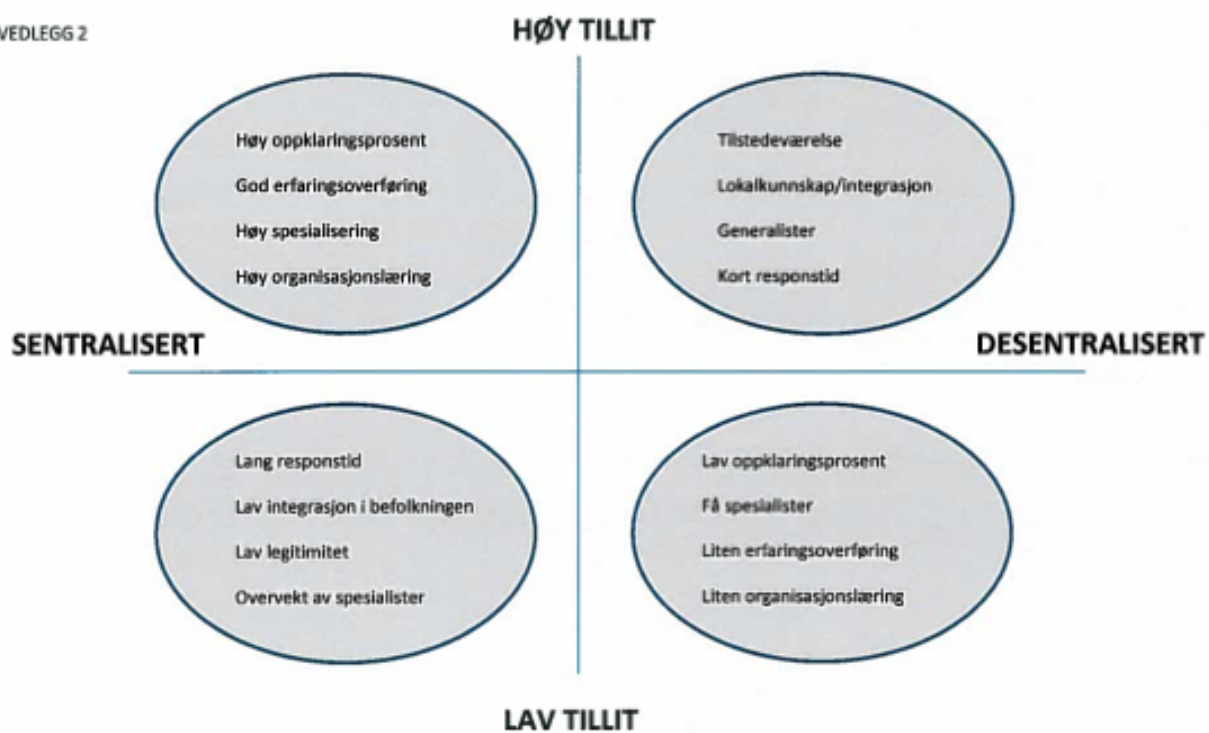 VEDLEGG 2
HØY TILLIT
Høy oppklaringsprosent
God erfaringsoverføring
Høy spesialisering
Høy organisasjonslæring
Tilstedeværelse
Lokalkunnskap/integrasjon
Generalister
Kort responstid
SENTRALISERT
DESENTRALISERT
Lang responstid
Lav integrasjon i befolkningen
Lav legitimitet
Overvekt av spesialister
Lav oppklaringsprosent
Få spesialister
Liten erfaringsoverføring
Liten organisasjonslæring
LAV TILLIT